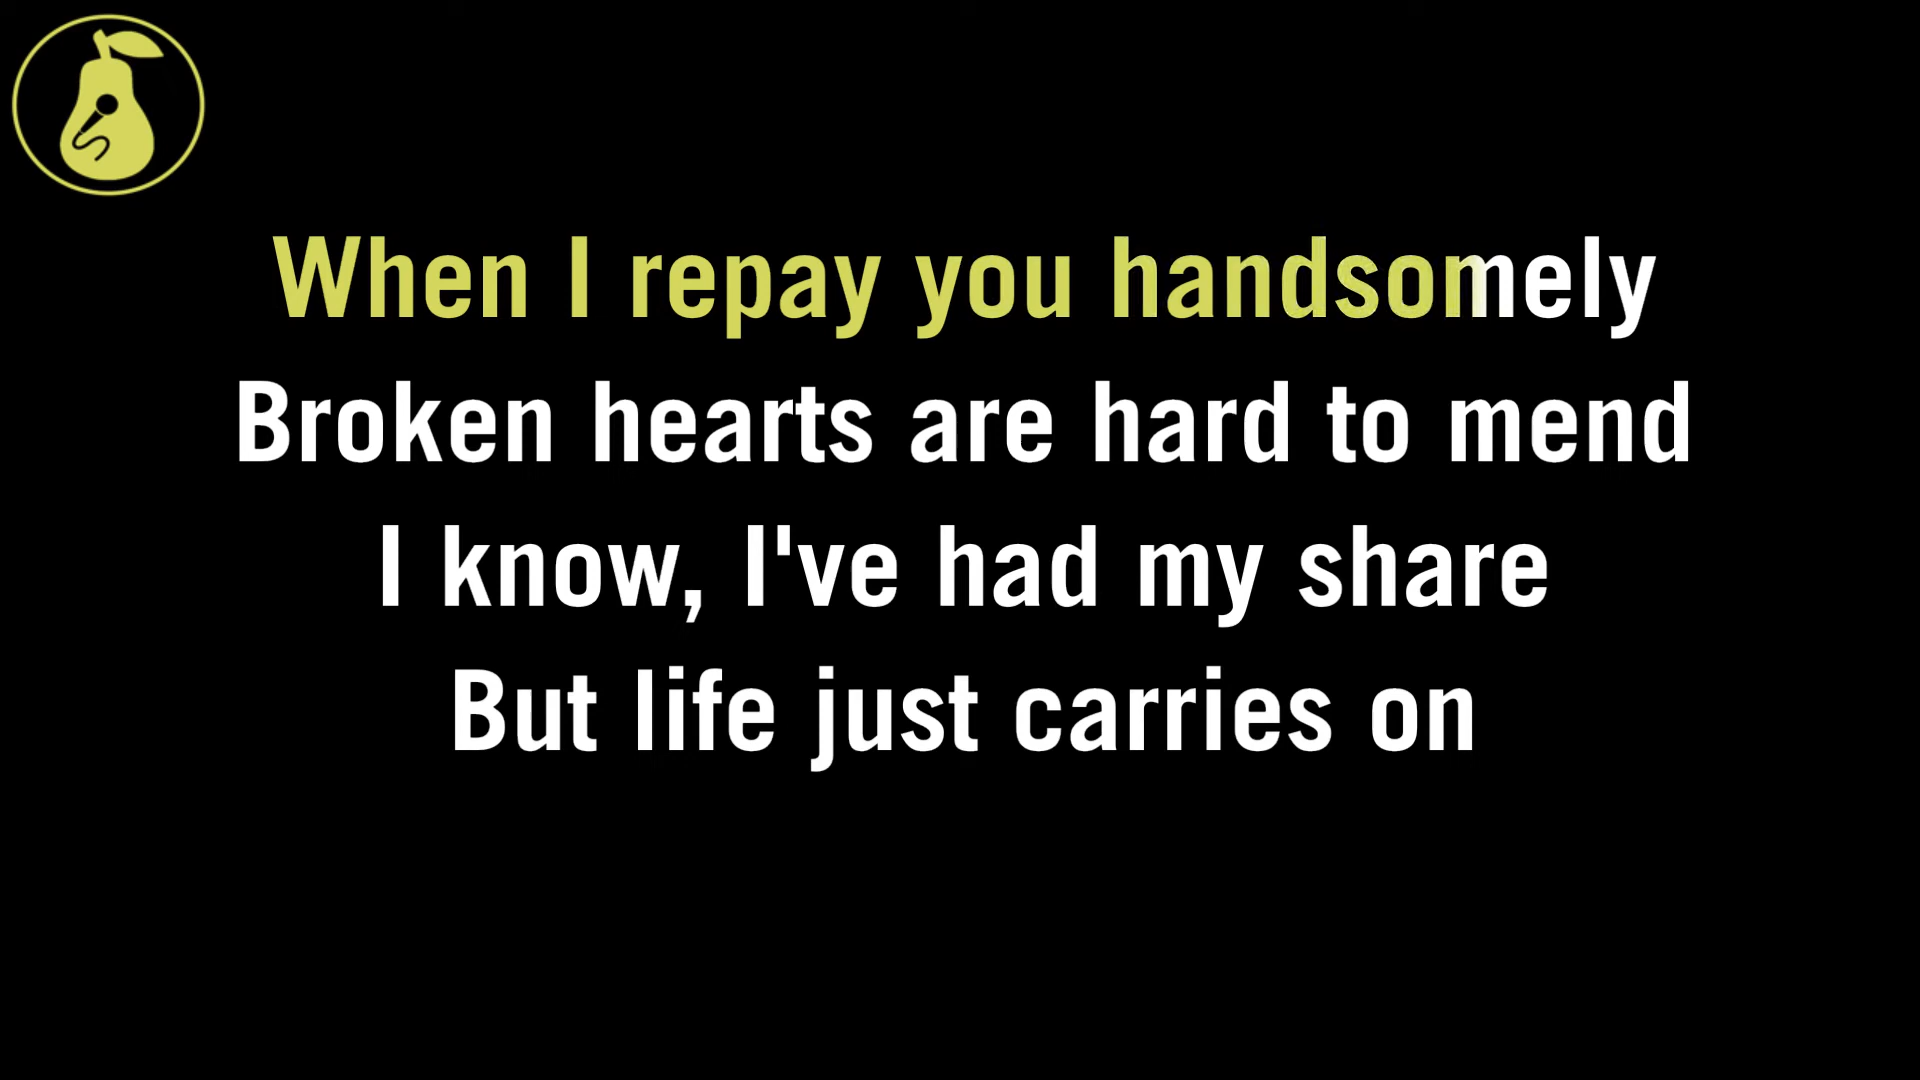 When I repay you handsomely
Broken hearts are hard to mend
I know, I've had my share
But life just carries on